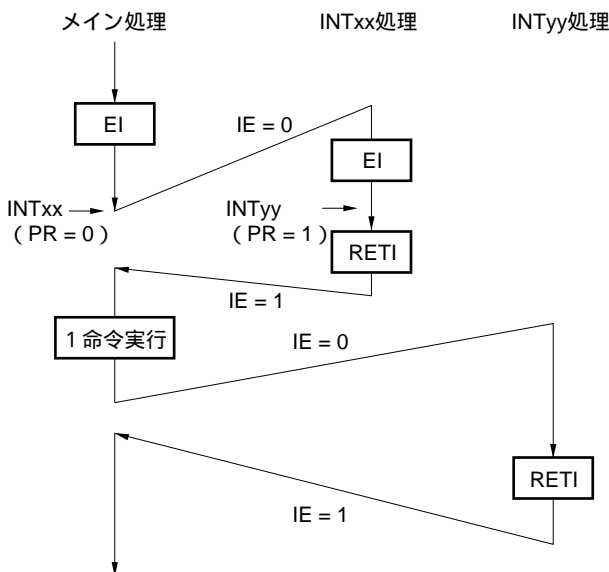 メイン処理 INTxx処理 INTyy処理
EI
IE = 0
EI
INTxx
(PR = 0)
INTyy
(PR = 1)
RETI
IE = 1
1 命令実行
IE = 0
RETI
IE = 1